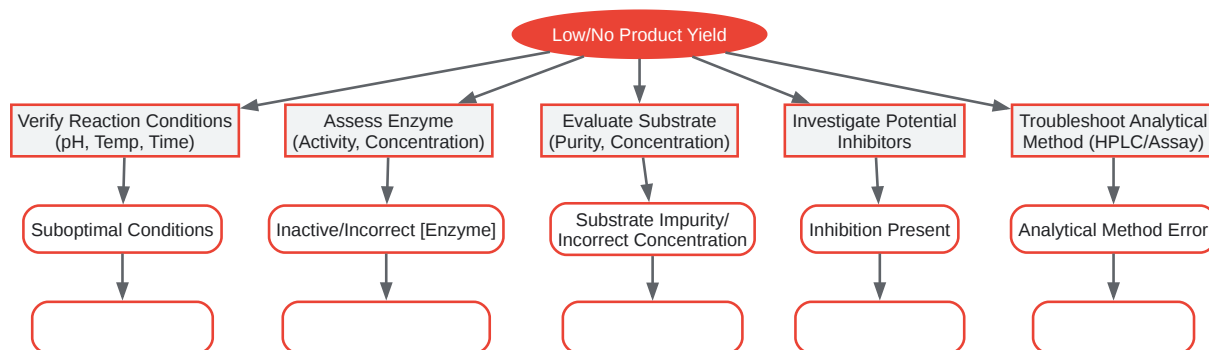 Low/No Product Yield
Verify Reaction Conditions
(pH, Temp, Time)
Assess Enzyme
(Activity, Concentration)
Evaluate Substrate
(Purity, Concentration)
Investigate Potential
Inhibitors
Troubleshoot Analytical
Method (HPLC/Assay)
Suboptimal Conditions
Inactive/Incorrect [Enzyme]
Substrate Impurity/
Incorrect Concentration
Inhibition Present
Analytical Method Error